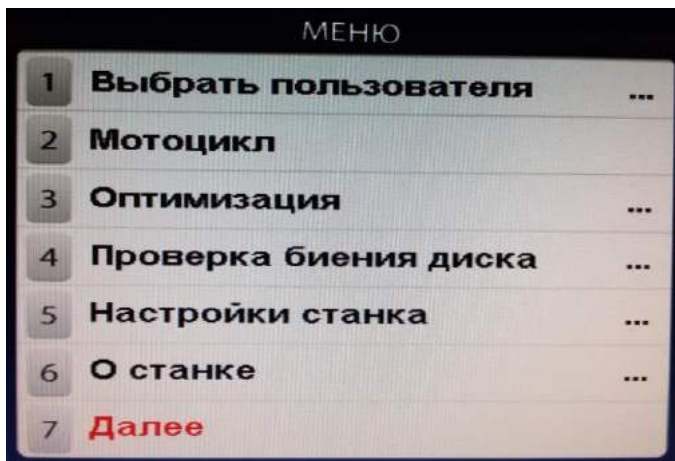 МЕНЮ
1 Выбрать пользователя ...
2 Мотоцикл
3 Оптимизация ...
4 Проверка биения диска ...
5 Настройки станка ...
6 О станке ...
7 Далее